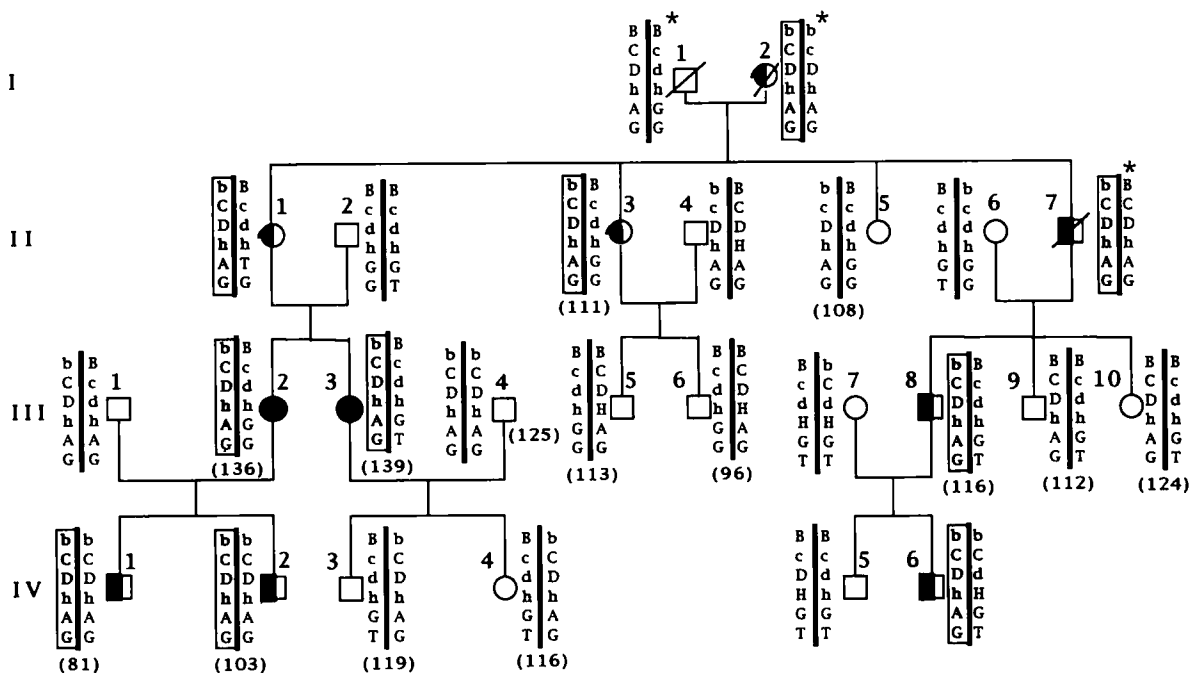 I
* *
1 2
B B b b
C c C c
D d D D
h h h h
A G A A
G G G G
II
*
1 2 3 4 5 6 7
b B B B b B b B b B B b b B
C c c c C c c C c c c c C C
D d d d D d D D D d d d D D
h h h h h h h H h h h h h h
A T G G A G A A A G G G A A
G G G T G G G G G G T G G G
(111) (108)
III
1 2 3 4 5 6 7 8 9 10
b B b B b B b b B B B B B b b B B B B B
C c C c C c C C c C c C c C C c C c C c
D d D d D d D D d D d D d d D d D d D d
h h h h h h h h h H h H H H h h h h h h
A A A G A G A A G A G A G G A G A G A G
G G G G G T G G G G G G T T G T G T G T
(136) (139) (125) (113) (96) (116) (112) (124)
IV
1 2 3 4 5 6
b b b b B b B b B B b b
C C C C c C c C c c C C
D D D D d D d D D d D d
h h h h h h h h H h h H
A A A A G A G A G G A G
G G G G T G T G T T G T
(81) (103) (119) (116)